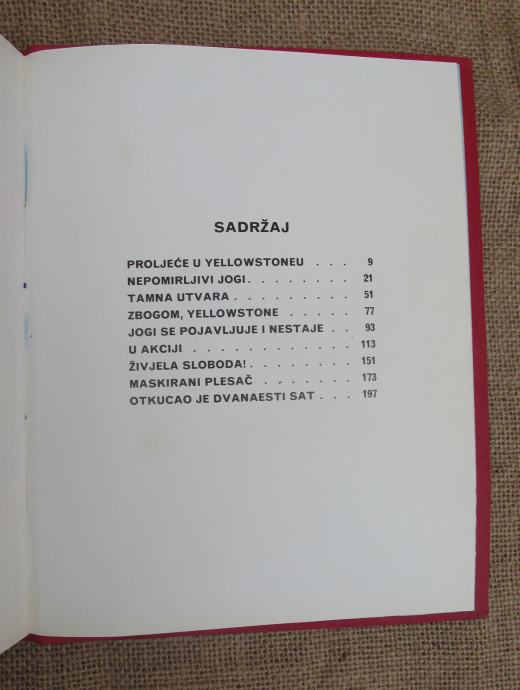 SADRŽAJ
PROLJEĆE U YELLOWSTONEU . . . 9
NEPOMIRLJIVI JOGI. . . . . . . . 21
TAMNA UTVARA . . . . . . . . . 51
ZBOGOM, YELLOWSTONE . . . . . 77
JOGI SE POJAVLJUJE I NESTAJE . . 93
U AKCIJI . . . . . . . . . . . . 113
ŽIVJELA SLOBODA! . . . . . . . 151
MASKIRANI PLESAČ . . . . . . . 173
OTKUCAO JE DVANAESTI SAT . . . 197